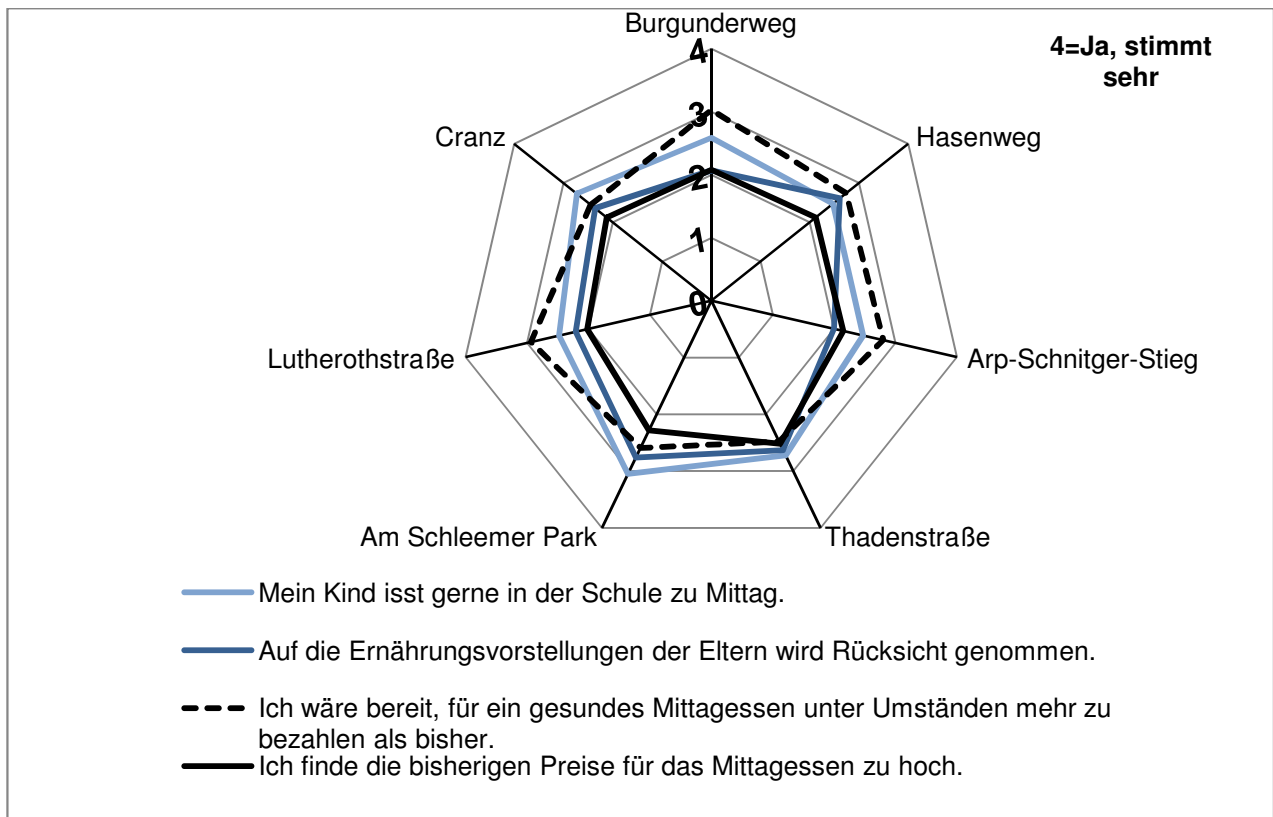 Burgunderweg
4=Ja, stimmt
sehr
4
3
2
1
0
Cranz
Hasenweg
Lutherothstraße
Arp-Schnitger-Stieg
Am Schleemer Park
Thadenstraße
Mein Kind isst gerne in der Schule zu Mittag.
Auf die Ernährungsvorstellungen der Eltern wird Rücksicht genommen.
Ich wäre bereit, für ein gesundes Mittagessen unter Umständen mehr zu
bezahlen als bisher.
Ich finde die bisherigen Preise für das Mittagessen zu hoch.